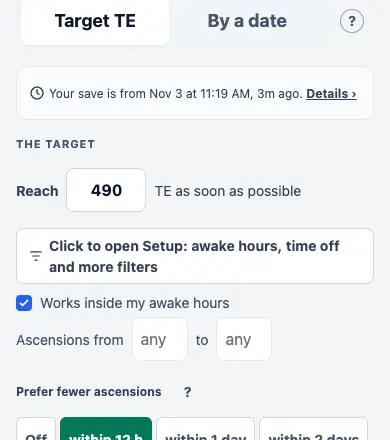 Target TE By a date ?
Your save is from Nov 3 at 11:19 AM, 3m ago. Details ›
THE TARGET
Reach 490 TE as soon as possible
Click to open Setup: awake hours, time off
and more filters
Works inside my awake hours
Ascensions from any to any
Prefer fewer ascensions ?
Off within 12 h within 1 day within 2 days